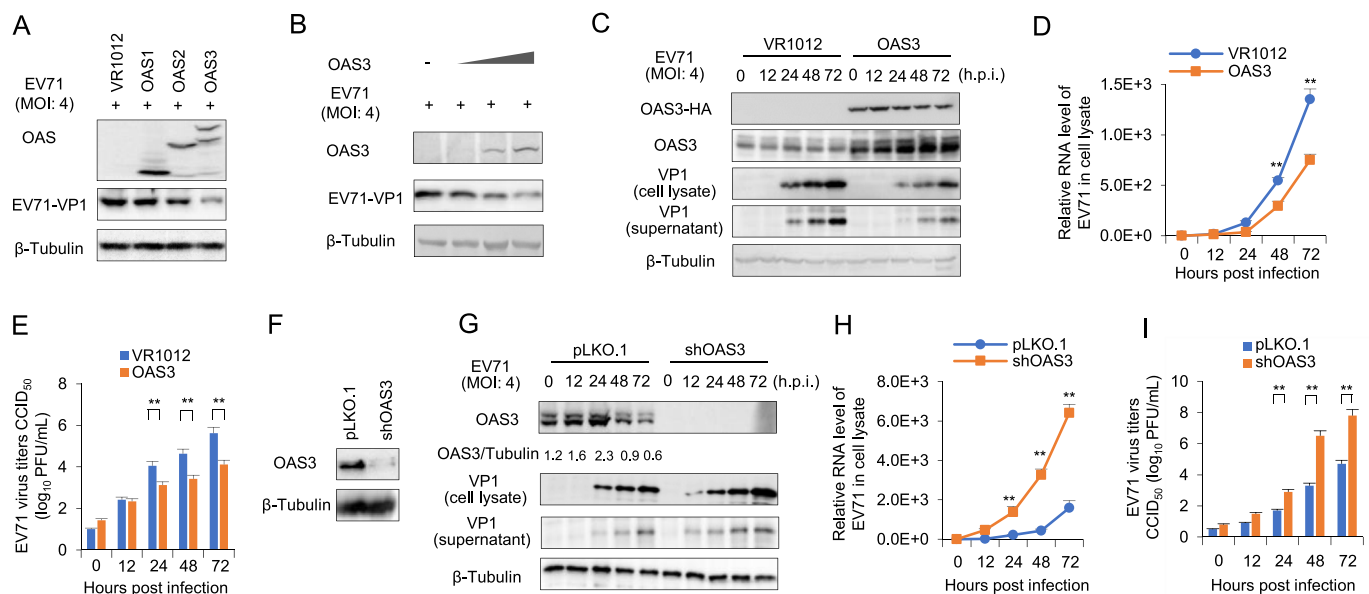 A
VR1012
OAS1
OAS2
OAS3
EV71
(MOI: 4)
+ + + +
OAS
EV71-VP1
β-Tubulin
B
OAS3
-
EV71
(MOI: 4)
+ + + +
OAS3
EV71-VP1
β-Tubulin
C
VR1012 OAS3
EV71
(MOI: 4)
0 12 24 48 72 0 12 24 48 72 (h.p.i.)
OAS3-HA
OAS3
VP1
(cell lysate)
VP1
(supernatant)
β-Tubulin
D
VR1012
OAS3
Relative RNA level of
EV71 in cell lysate
1.5E+3
1.0E+3
5.0E+2
0.0E+0
**
**
0 12 24 48 72
Hours post infection
E
VR1012
OAS3
EV71 virus titers CCID50
(log10 PFU/mL)
8
6
4
2
0
** ** **
0 12 24 48 72
Hours post infection
F
pLKO.1
shOAS3
OAS3
β-Tubulin
G
pLKO.1 shOAS3
EV71
(MOI: 4)
0 12 24 48 72 0 12 24 48 72 (h.p.i.)
OAS3
OAS3/Tubulin 1.2 1.6 2.3 0.9 0.6
VP1
(cell lysate)
VP1
(supernatant)
β-Tubulin
H
pLKO.1
shOAS3
Relative RNA level of
EV71 in cell lysate
8.0E+3
6.0E+3
4.0E+3
2.0E+3
0.0E+0
**
**
**
0 12 24 48 72
Hours post infection
I
pLKO.1
shOAS3
EV71 virus titers
CCID50 (log10 PFU/mL)
10
8
6
4
2
0
** ** **
0 12 24 48 72
Hours post infection